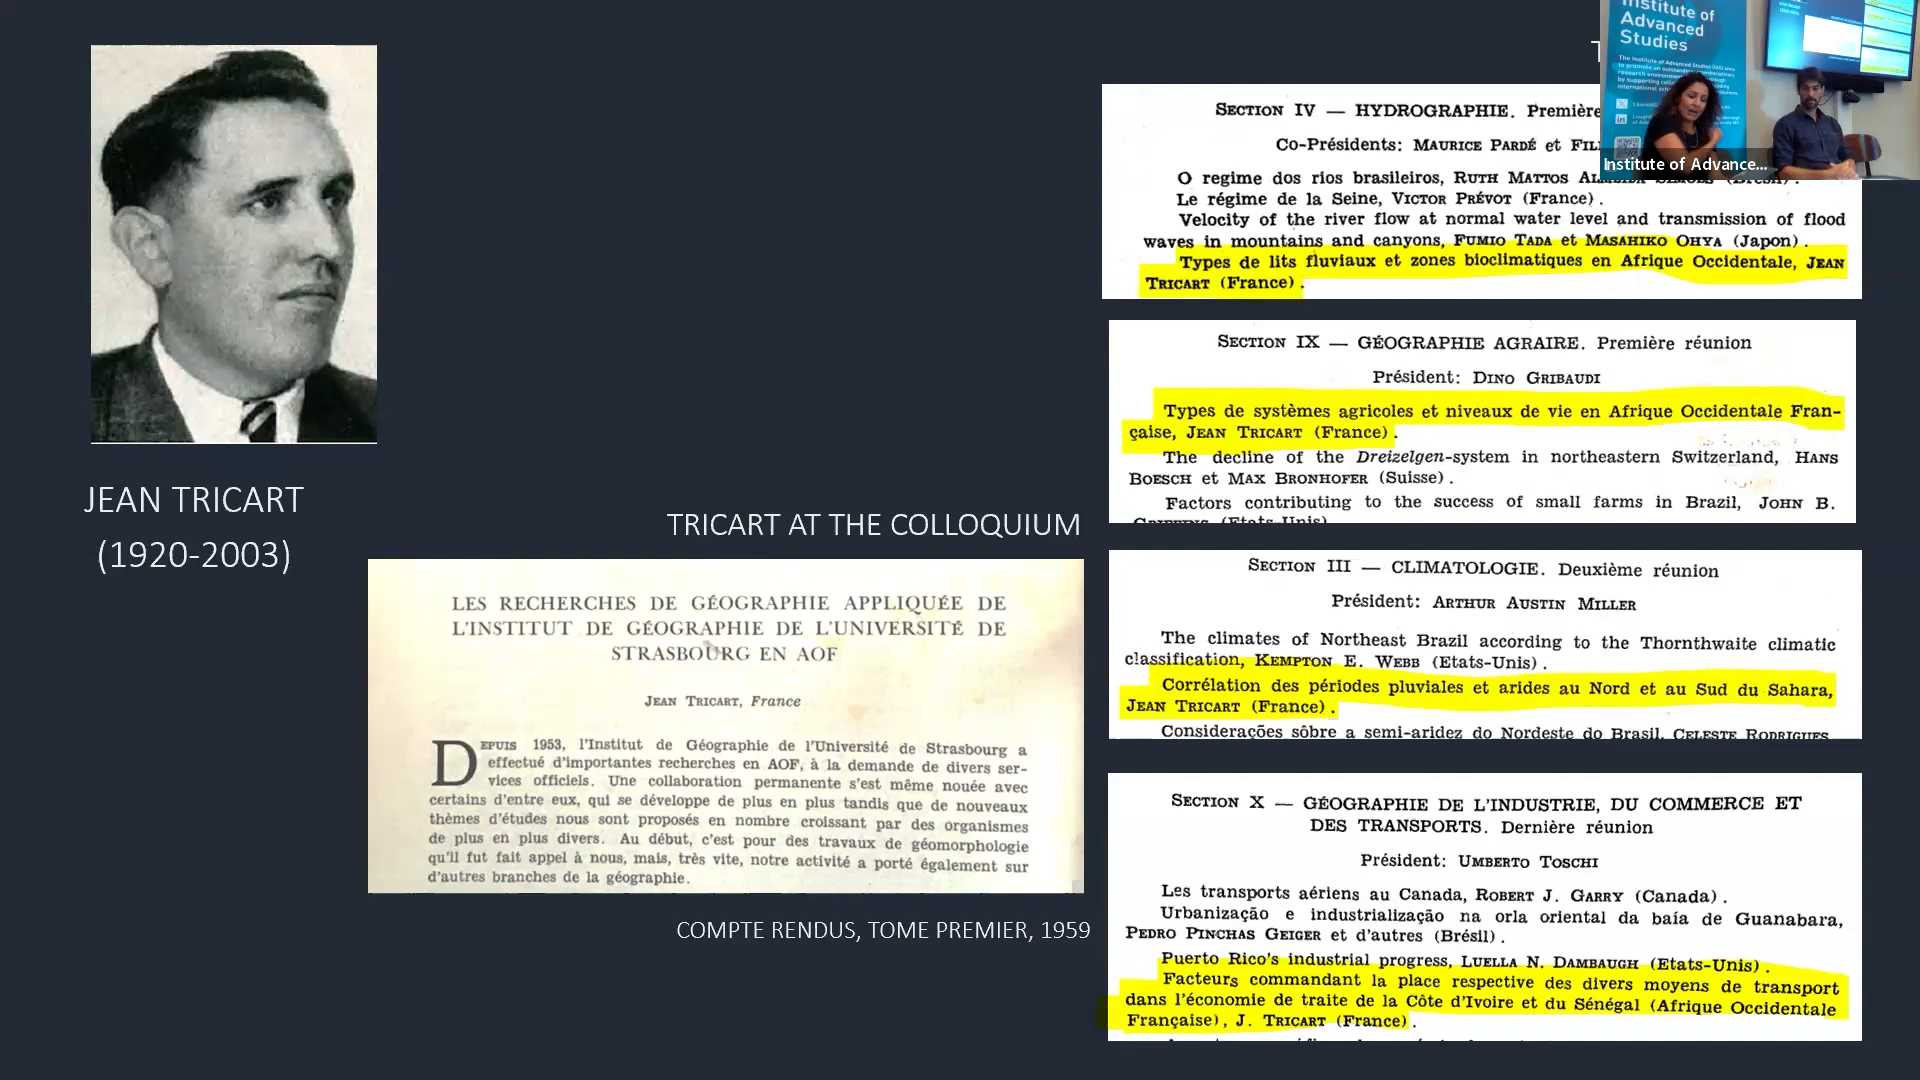 JEAN TRICART
(1920-2003)
TRICART AT THE COLLOQUIUM
LES RECHERCHES DE GÉOGRAPHIE APPLIQUÉE DE
L'INSTITUT DE GÉOGRAPHIE DE L'UNIVERSITÉ DE
STRASBOURG EN AOF
JEAN TRICART, France
DEPUIS 1953, l'Institut de Géographie de l'Université de Strasbourg a
effectué d'importantes recherches en AOF, à la demande de divers ser-
vices officiels. Une collaboration permanente s'est même nouée avec
certains d'entre eux, qui se développe de plus en plus tandis que de nouveaux
thèmes d'études nous sont proposés en nombre croissant par des organismes
de plus en plus divers. Au début, c'est pour des travaux de géomorphologie
qu'il fut fait appel à nous, mais, très vite, notre activité a porté également sur
d'autres branches de la géographie.
COMPTE RENDUS, TOME PREMIER, 1959
SECTION IV — HYDROGRAPHIE. Première
Co-Présidents: MAURICE PARDÉ et
O regime dos rios brasileiros, RUTH MATTOS
Le régime de la Seine, VICTOR PRÉVOT (France).
Velocity of the river flow at normal water level and transmission of flood
waves in mountains and canyons, FUMIO TADA et MASAHIKO OHYA (Japon).
Types de lits fluviaux et zones bioclimatiques en Afrique Occidentale, JEAN
TRICART (France).
SECTION IX — GÉOGRAPHIE AGRAIRE. Première réunion
Président: DINO GRIBAUDI
Types de systèmes agricoles et niveaux de vie en Afrique Occidentale Fran-
çaise, JEAN TRICART (France).
The decline of the Dreizelgen-system in northeastern Switzerland, HANS
BOESCH et MAX BRONHOFER (Suisse).
Factors contributing to the success of small farms in Brazil, JOHN B.
SECTION III — CLIMATOLOGIE. Deuxième réunion
Président: ARTHUR AUSTIN MILLER
The climates of Northeast Brazil according to the Thornthwaite climatic
classification, KEMPTON E. WEBB (Etats-Unis).
Corrélation des périodes pluviales et arides au Nord et au Sud du Sahara,
JEAN TRICART (France).
Considerações sôbre a semi-aridez do Nordeste do Brasil, CELESTE RODRIGUES
SECTION X — GÉOGRAPHIE DE L'INDUSTRIE, DU COMMERCE ET
DES TRANSPORTS. Dernière réunion
Président: UMBERTO TOSCHI
Les transports aériens au Canada, ROBERT J. GARRY (Canada).
Urbanização e industrialização na orla oriental da baía de Guanabara,
PEDRO PINCHAS GEIGER et d'autres (Brésil).
Puerto Rico's industrial progress, LUELLA N. DAMBAUGH (Etats-Unis).
Facteurs commandant la place respective des divers moyens de transport
dans l'économie de traite de la Côte d'Ivoire et du Sénégal (Afrique Occidentale
Française), J. TRICART (France).
Institute of
Advanced
Studies
Institute of Advance...